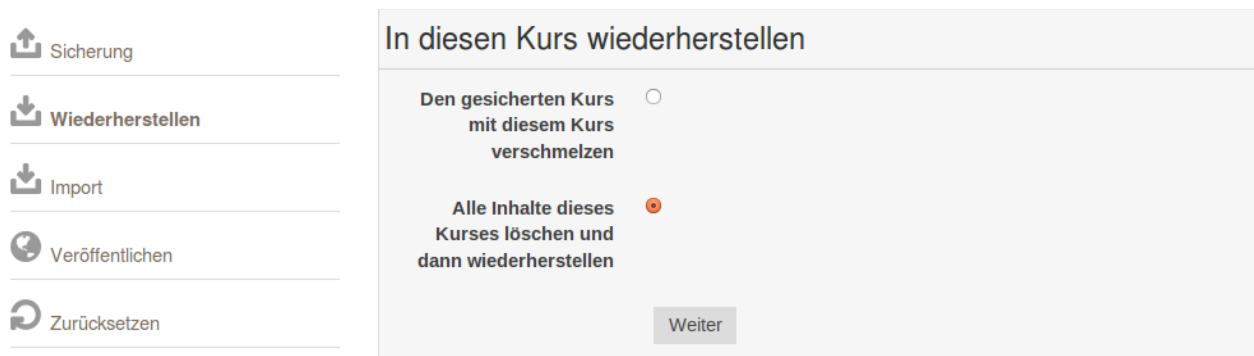 Sicherung
Wiederherstellen
Import
Veröffentlichen
Zurücksetzen
In diesen Kurs wiederherstellen
Den gesicherten Kurs
mit diesem Kurs
verschmelzen
Alle Inhalte dieses
Kurses löschen und
dann wiederherstellen
Weiter